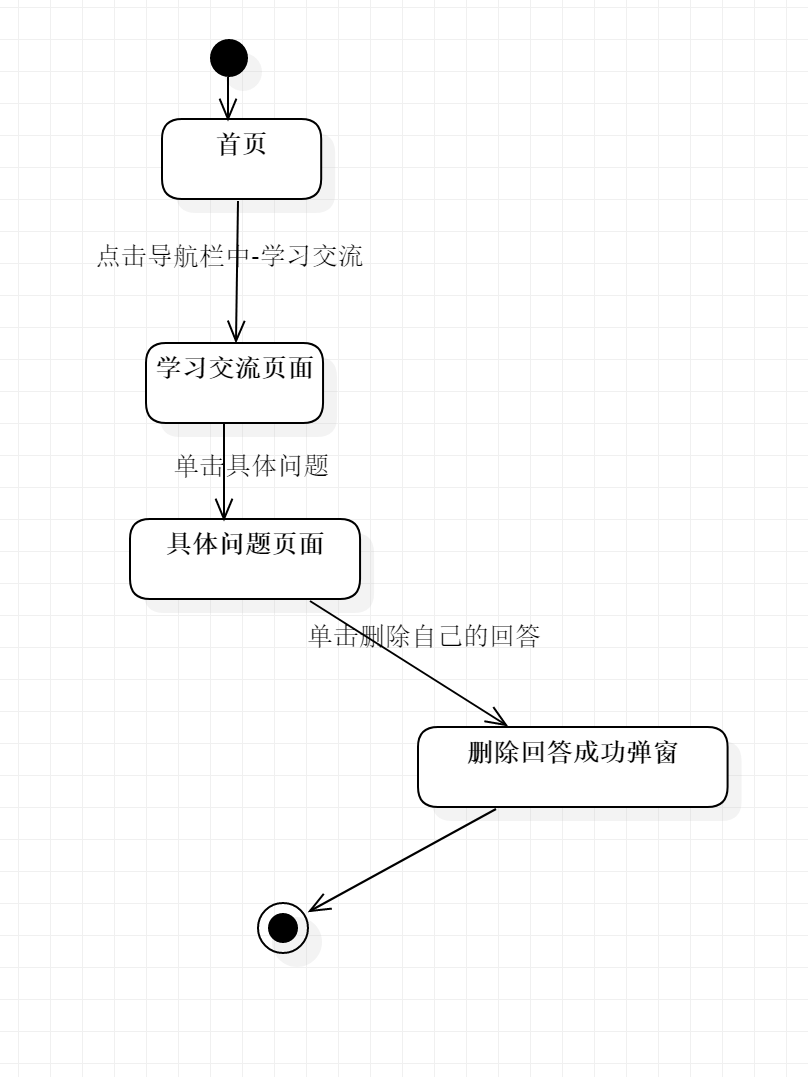 首页
点击导航栏中-学习交流
学习交流页面
单击具体问题
具体问题页面
单击删除自己的回答
删除回答成功弹窗